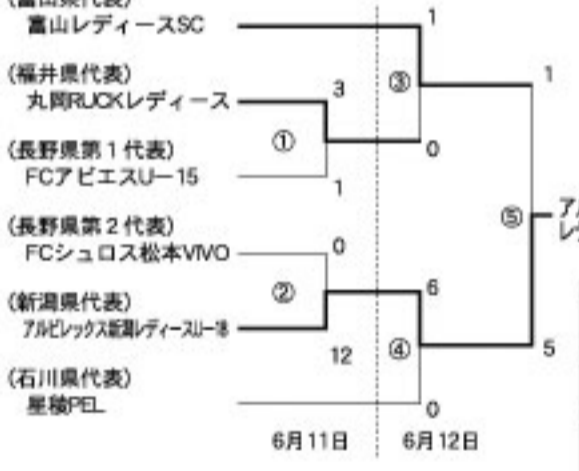 (富山県代表)
富山レディースSC
(福井県代表)
丸岡RUCKレディース
(長野県第1代表)
FCアビエスU-15
(長野県第2代表)
FCシュロス松本VIVO
(新潟県代表)
アルビレックス新潟レディースU-18
(石川県代表)
星稜PEL
3
①
1
0
②
12
1
③
0
6
④
0
1
⑤
5
6月11日
6月12日